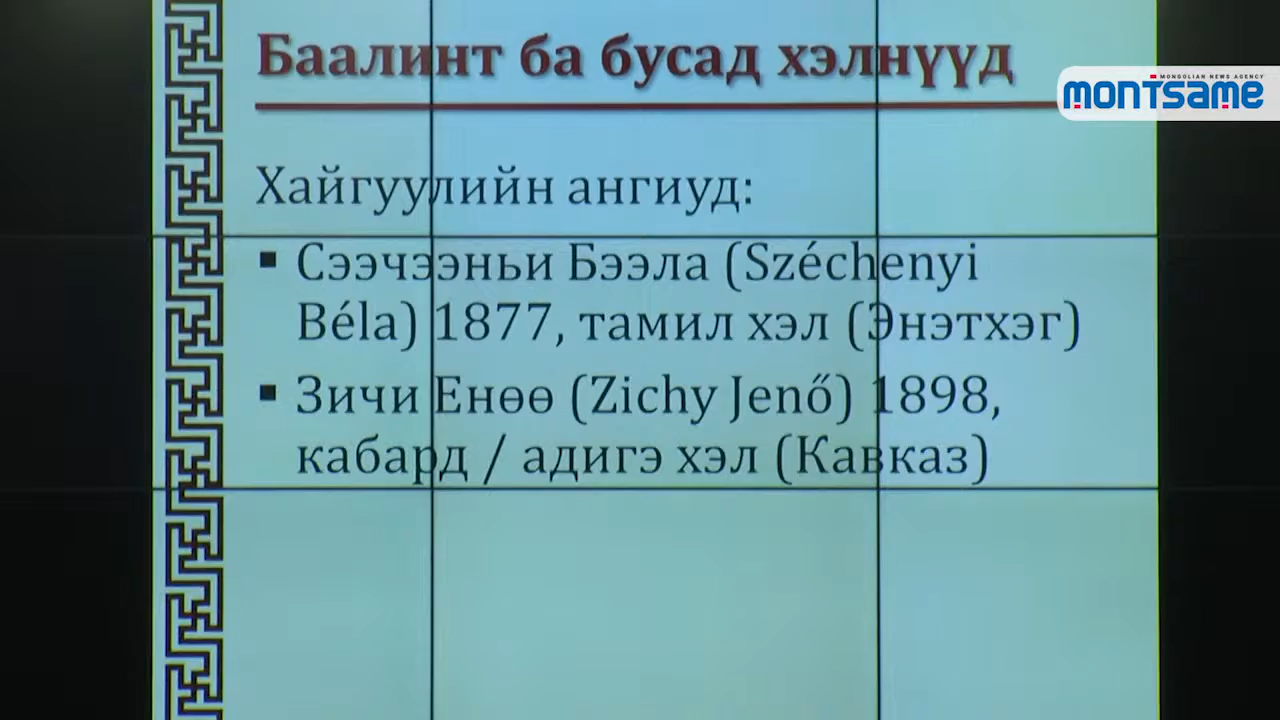 Баалинт ба бусад хэлнүүд
MONGOLIAN NEWS AGENCY
MONTSAME
Хайгуулийн ангиуд:
▪ Сээчээньи Бээла (Széchenyi
Béla) 1877, тамил хэл (Энэтхэг)
▪ Зичи Енөө (Zichy Jenő) 1898,
кабард / адигэ хэл (Кавказ)